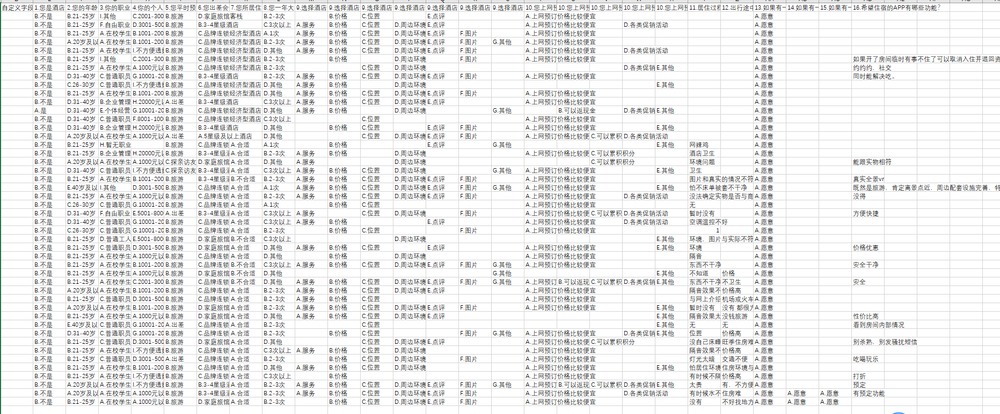 自定义字段 1.您是酒店 2.您的年龄 3.你的职业 4.你的个人 5.您平时预 6.您出差会 7.您所居住 8.您一年大 9.选择酒店 9.选择酒店 9.选择酒店 9.选择酒店 9.选择酒店 9.选择酒店 9.选择酒店 10.您上网预 10.您上网预 10.您上网预 10.您上网预 10.您上网预 11.居住过程 12.出行途中 13.如果有一 14.如果有一 15.如果有一 16.希望住宿的APP有哪些功能?
B.不是 B.21-25岁 I.其他 C.2001-300 B.旅游 D.家庭旅馆客栈 B.2-3次 B.价格 C.位置 E.点评 A.上网预订价格比较便宜 A.愿意
B.不是 B.21-25岁 F.自由职业 D.3001-500 B.旅游 B.3-4星级酒店 C.3次以上 A.服务 B.价格 C.位置 D.周边环境 E.点评 A.上网预订价格比较便宜 D.各类促销活动 A.愿意
B.不是 B.21-25岁 A.在校学生 B.1001-200 B.旅游 C.品牌连锁经济型酒店 A.1次 A.服务 B.价格 C.位置 D.周边环境 E.点评 F.图片 A.上网预订价格比较便宜 A.愿意
B.不是 A.20岁及以 A.在校学生 B.1001-200 B.旅游 C.品牌连锁经济型酒店 B.2-3次 A.服务 B.价格 C.位置 D.周边环境 E.点评 F.图片 G.其他 A.上网预订价格比较便宜 A.愿意
B.不是 B.21-25岁 A.在校学生 I.不方便透 B.旅游 C.品牌连锁经济型酒店 D.其他 A.服务 B.价格 C.位置 D.周边环境 E.点评 F.图片 A.上网预订价格比较便宜 D.各类促销活动 A.愿意
B.不是 B.21-25岁 I.其他 C.2001-300 B.旅游 C.品牌连锁经济型酒店 B.2-3次 B.价格 D.周边环境 F.图片 A.上网预订价格比较便宜 A.愿意 如果开了房间临时有事不住了可以取消入住并退回资
B.不是 B.21-25岁 A.在校学生 A.1000元以 B.旅游 C.品牌连锁经济型酒店 B.2-3次 C.位置 D.周边环境 D.各类促销 E.其他 A.愿意 约约约、社交
B.不是 D.31-40岁 C.普通职员 G.10001-20 B.旅游 B.3-4星级酒店 B.2-3次 A.服务 B.价格 C.位置 D.周边环境 E.点评 F.图片 A.上网预订价格比较便宜 A.愿意 同时能解决吃。
B.不是 C.26-30岁 C.普通职员 I.不方便透 B.旅游 C.品牌连锁经济型酒店 D.其他 A.服务 B.价格 D.周边环境 E.其他 A.愿意
B.不是 B.21-25岁 A.在校学生 B.1001-200 B.旅游 C.品牌连锁经济型酒店 D.其他 A.服务 B.价格 C.位置 D.周边环境 E.点评 F.图片 A.上网预订价格比较便宜 A.愿意
B.不是 D.31-40岁 B.企业管理 H.20000元以 A.出差 B.3-4星级酒店 C.3次以上 A.服务 B.价格 C.位置 D.周边环境 E.点评 A.上网预订价格比较便宜 A.愿意
A.是 D.31-40岁 E.个体经营 G.10001-20 B.旅游 C.品牌连锁经济型酒店 D.其他 A.服务 B.价格 D.周边环境 G.其他 B.可以返现金 D.各类促销 E.其他 A.愿意
B.不是 D.31-40岁 C.普通职员 F.8001-100 B.旅游 C.品牌连锁经济型酒店 C.3次以上 C.位置 A.上网预订价格比较便宜 A.愿意
B.不是 D.31-40岁 B.企业管理 H.20000元以 B.旅游 B.3-4星级酒店 D.其他 B.价格 C.位置 E.点评 F.图片 A.上网预订价格比较便宜 E.其他 A.愿意
B.不是 A.20岁及以 A.在校学生 A.1000元以 A.出差 A.5星级及以上酒店 D.其他 C.位置 D.周边环境 E.点评 F.图片 A.上网预订价格比较便 C.可以累积 D.各类促销活动 A.愿意
B.不是 B.21-25岁 H.暂无职业 B.旅游 C.品牌连锁 A.合适 A.1次 B.价格 E.点评 G.其他 E.其他 网辣鸡 A.愿意
B.不是 B.21-25岁 B.企业管理 H.20000元以 B.旅游 B.3-4星级酒 A.合适 B.2-3次 A.服务 B.价格 D.周边环境 A.上网预订价格比较便 C.可以累积积分 酒店卫生 A.愿意
B.不是 A.20岁及以 A.在校学生 A.1000元以 C.探亲访友 D.家庭旅馆 A.合适 D.其他 A.服务 D.周边环境 C.可以累积积分 环境问题 A.愿意 能跟实物相符
B.不是 D.31-40岁 C.普通职员 I.不方便透 C.探亲访友 B.3-4星级酒 A.合适 C.3次以上 A.服务 B.价格 C.位置 D.周边环境 G.其他 A.上网预订价格比较便宜 E.其他 卫生 A.愿意
B.不是 B.21-25岁 A.在校学生 B.1001-200 B.旅游 B.3-4星级酒 B.不合适 B.2-3次 A.服务 B.价格 C.位置 D.周边环境 E.点评 F.图片 A.上网预订价格比较便宜 图片和真实的情况不符 A.愿意 真实全景vr
B.不是 E.40岁及以 I.其他 D.3001-500 B.旅游 C.品牌连锁 A.合适 A.1次 A.服务 B.价格 C.位置 D.周边环境 E.点评 F.图片 G.其他 A.上网预订价格比较便宜 E.其他 怕不床单被套不干净 A.愿意 既然是旅游、肯定离景点近、周边配套设施完善、特
B.不是 B.21-25岁 A.在校学生 A.1000元以 B.旅游 C.品牌连锁 A.合适 B.2-3次 A.服务 B.价格 C.位置 D.周边环境 E.点评 F.图片 A.上网预订价格比较便宜 D.各类促销活动 没法确定实物是否与商 A.愿意 没得
B.不是 C.26-30岁 C.普通职员 G.10001-20 B.旅游 C.品牌连锁 A.合适 A.1次 B.价格 C.位置 A.上网预订价格比较便宜 无 A.愿意
B.不是 D.31-40岁 F.自由职业 E.5001-800 A.出差 B.3-4星级酒 A.合适 C.3次以上 A.服务 C.位置 D.周边环境 F.图片 A.上网预订价格比较便 C.可以累积 D.各类促销活动 暂时没有 A.愿意 方便快捷
B.不是 D.31-40岁 C.普通职员 G.10001-20 B.旅游 C.品牌连锁 A.合适 C.3次以上 A.服务 B.价格 E.点评 A.上网预订价格比较便宜 D.各类促销活动 空调温控不好 A.愿意
B.不是 C.26-30岁 C.普通职员 G.10001-20 B.旅游 C.品牌连锁 A.合适 B.2-3次 B.价格 C.位置 F.图片 A.上网预订价格比较便宜 1 A.愿意
B.不是 B.21-25岁 D.普通工人 E.5001-800 B.旅游 D.家庭旅馆 B.不合适 C.3次以上 D.周边环境 E.其他 环境、图片与实际不符 A.愿意
B.不是 B.21-25岁 C.普通职员 D.3001-500 B.旅游 D.家庭旅馆 A.合适 D.其他 A.服务 B.价格 C.位置 E.点评 A.上网预订价格比较便宜 E.其他 环境 A.愿意 价格优惠
B.不是 B.21-25岁 A.在校学生 A.1000元以 B.旅游 C.品牌连锁 A.合适 D.其他 B.价格 D.周边环境 A.上网预订价格比较便宜 隔音 A.愿意
B.不是 B.21-25岁 A.在校学生 B.1001-200 B.旅游 C.品牌连锁 B.不合适 C.3次以上 A.服务 B.价格 C.位置 D.周边环境 E.点评 F.图片 G.其他 A.上网预订价格比较便宜 东西不干净 A.愿意 安全干净
B.不是 B.21-25岁 A.在校学生 A.1000元以 B.旅游 D.家庭旅馆 B.不合适 D.其他 G.其他 E.其他 不知道 价格 A.愿意
B.不是 B.21-25岁 A.在校学生 C.2001-300 B.旅游 C.品牌连锁 B.不合适 D.其他 A.服务 B.价格 C.位置 D.周边环境 E.点评 F.图片 G.其他 A.上网预订 B.可以返现 C.可以累积 D.各类促销 E.其他 东西不干净 不卫生 A.愿意 安全
B.不是 A.20岁及以 A.在校学生 B.1001-200 B.旅游 C.品牌连锁 A.合适 B.2-3次 A.服务 B.价格 C.位置 D.周边环境 E.点评 A.上网预订价格比较便宜 隔音效果不 价格高 A.愿意
B.不是 B.21-25岁 C.普通职员 D.3001-500 B.旅游 C.品牌连锁 A.合适 B.2-3次 A.服务 B.价格 C.位置 A.上网预订价格比较便宜 与网上介绍 机场或火车 A.愿意
B.不是 A.20岁及以 A.在校学生 B.1001-200 B.旅游 D.家庭旅馆 A.合适 B.2-3次 A.服务 B.价格 C.位置 D.周边环境 E.点评 F.图片 A.上网预订价格比较便宜 E.其他 暂时没有 没有 都很方 A.愿意
B.不是 B.21-25岁 A.在校学生 A.1000元以 B.旅游 D.家庭旅馆 A.合适 D.其他 A.服务 B.价格 C.位置 D.周边环境 E.点评 E.其他 隔音效果太 没钱旅游 A.愿意 性价比高
B.不是 E.40岁及以 C.普通职员 G.10001-20 A.出差 C.品牌连锁 A.合适 B.2-3次 C.位置 E.其他 无 无 A.愿意 看到房间内部情况
B.不是 D.31-40岁 C.普通职员 G.10001-20 B.旅游 C.品牌连锁 A.合适 B.2-3次 B.价格 C.位置 F.图片 G.其他 A.上网预订价格比较便宜 D.各类促销 E.其他 位置 价格高 A.愿意
B.不是 B.21-25岁 C.普通职员 D.3001-500 B.旅游 D.家庭旅馆 A.合适 D.其他 C.位置 D.周边环境 E.点评 A.上网预订价格比较便 C.可以累积积分 没自己床睡 旺季住房难 A.愿意 别杀熟、别发骚扰短信
B.不是 B.21-25岁 A.在校学生 I.不方便透 B.旅游 C.品牌连锁 A.合适 C.3次以上 A.服务 B.价格 C.位置 D.周边环境 A.上网预订价格比较便宜 隔音效果不 价格高 A.愿意
B.不是 B.21-25岁 C.普通职员 D.3001-500 A.出差 C.品牌连锁 A.合适 B.2-3次 B.价格 C.位置 D.周边环境 F.图片 A.上网预订价格比较便宜 灯光太暗 交通不便 A.愿意 吃喝玩乐
B.不是 B.21-25岁 A.在校学生 B.1001-200 B.旅游 C.品牌连锁 A.合适 D.其他 A.服务 B.价格 C.位置 D.周边环境 A.上网预订价格比较便宜 E.其他 怕居住环境 住房环境与 A.愿意
B.不是 B.21-25岁 A.在校学生 I.不方便透 B.旅游 C.品牌连锁 A.合适 C.3次以上 B.价格 A.上网预订价格比较便宜 有时候不隔 价格高 A.愿意 打折
B.不是 A.20岁及以 A.在校学生 I.不方便透 B.旅游 B.3-4星级酒 A.合适 B.2-3次 A.服务 B.价格 C.位置 D.周边环境 E.点评 F.图片 G.其他 A.上网预订 B.可以返现 C.可以累积 D.各类促销 E.其他 太贵 有、不方便 A.愿意 预定
B.不是 A.20岁及以 A.在校学生 A.1000元以 B.旅游 B.3-4星级酒 A.合适 B.2-3次 A.服务 B.价格 C.位置 D.周边环境 E.点评 F.图片 A.上网预订价格比较便宜 D.各类促销活动 有时候水不 住房难 A.愿意 A.愿意 A.愿意 有预定功能
B.不是 B.21-25岁 A.在校学生 A.1000元以 B.旅游 D.家庭旅馆 A.合适 B.2-3次 B.价格 C.位置 D.周边环境 E.点评 F.图片 A.上网预订价格比较便宜 没有 不好找地方 A.愿意 A.愿意 A.愿意